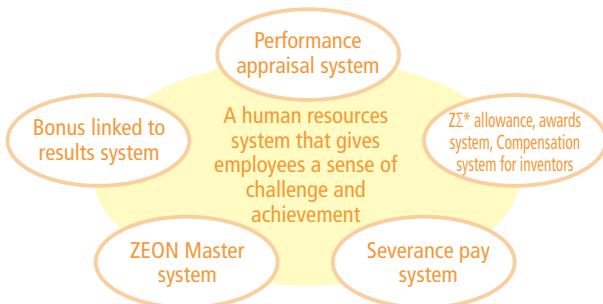 Performance
appraisal system
Bonus linked to
results system
A human resources
system that gives
employees a sense of
challenge and
achievement
ZΣ* allowance, awards
system, Compensation
system for inventors
ZEON Master
system
Severance pay
system